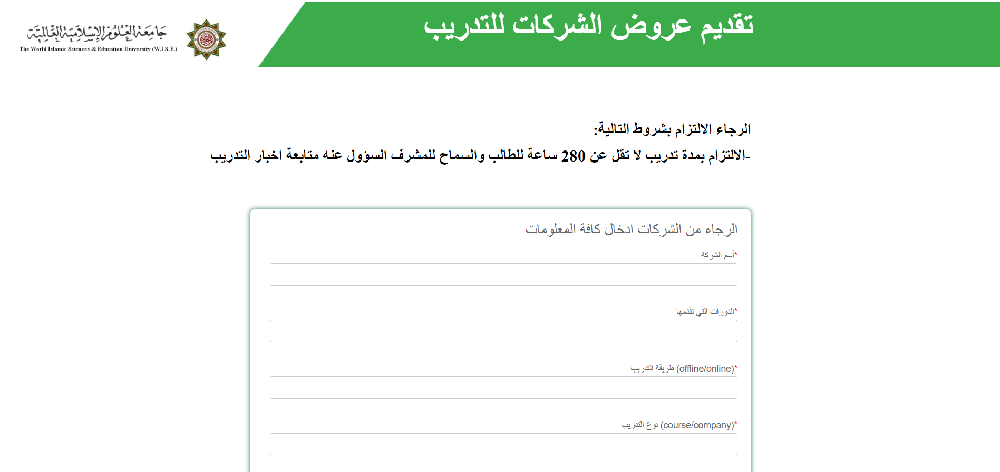 تقديم عروض الشركات للتدريب
جامعة العلوم الإسلامية العالمية
The World Islamic Sciences & Education University (W.I.S.E.)
الرجاء الالتزام بشروط التالية:
-الالتزام بمدة تدريب لا تقل عن 280 ساعة للطالب والسماح للمشرف السؤول عنه متابعة اخبار التدريب
الرجاء من الشركات ادخال كافة المعلومات
*أسم الشركة
*الدورات التي تقدمها
*(offline/online) طريقة التدريب
*(course/company) نوع التدريب